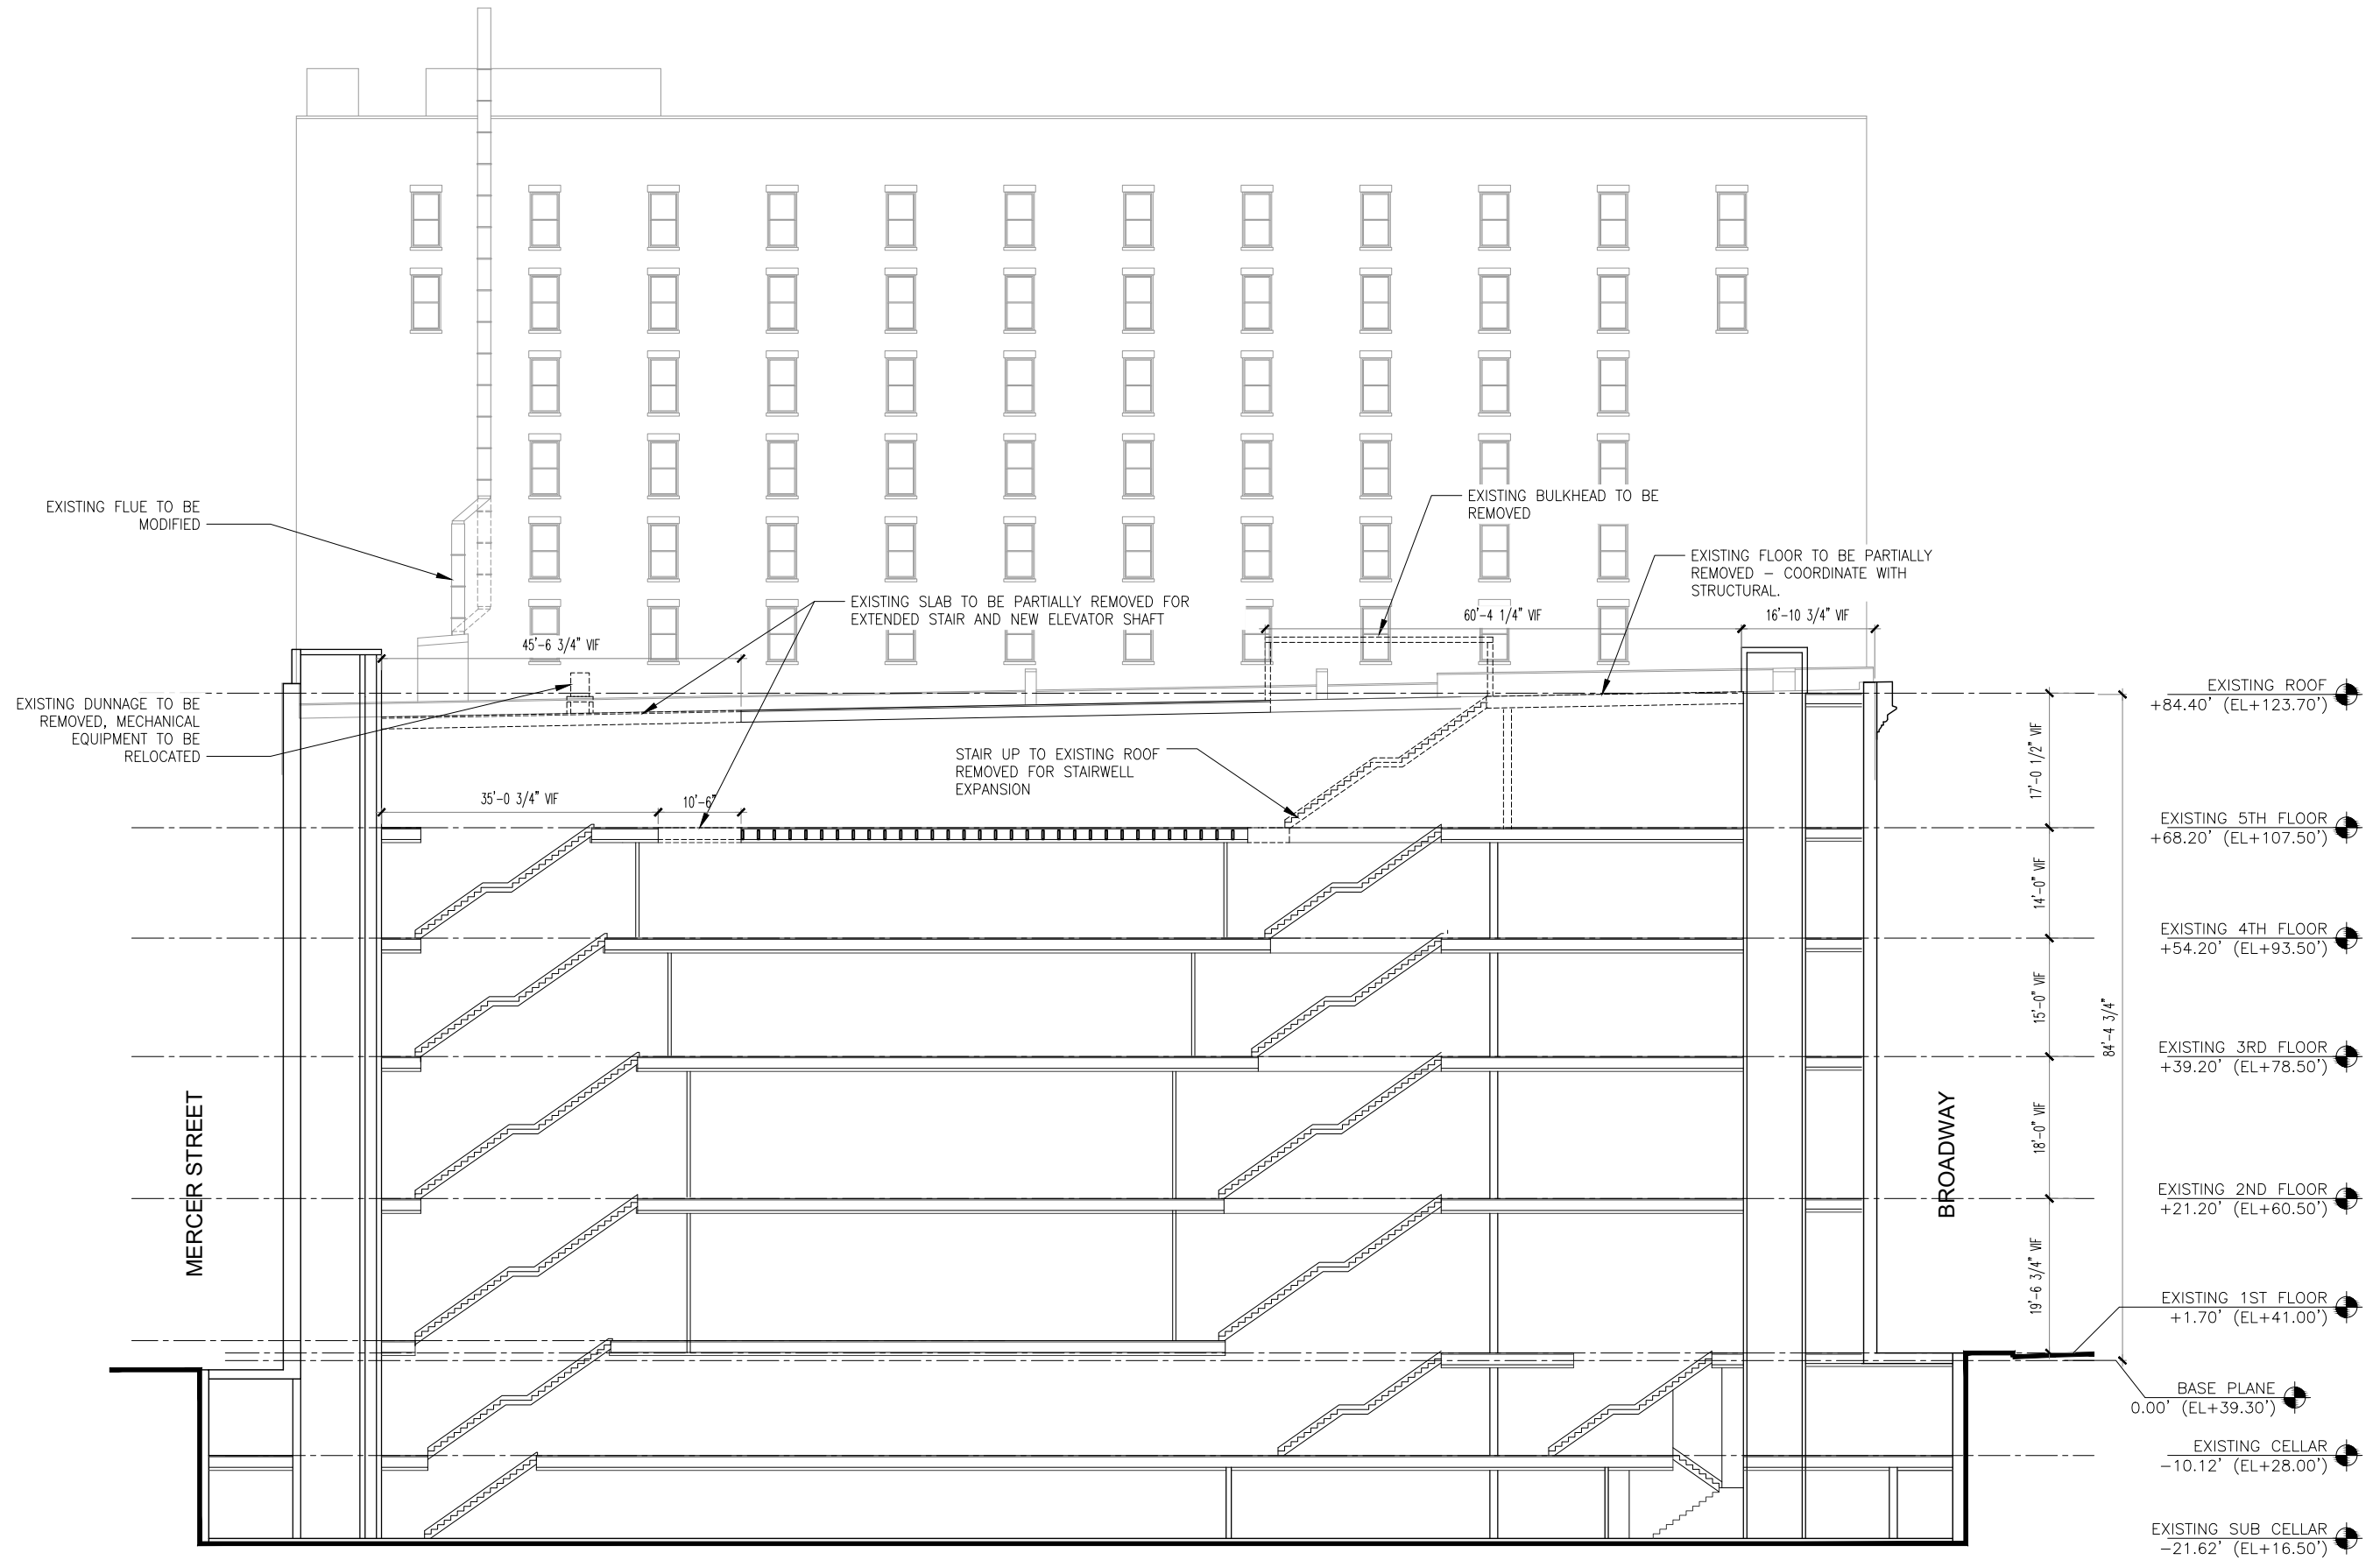 EXISTING FLUE TO BE
MODIFIED
EXISTING BULKHEAD TO BE
REMOVED
EXISTING FLOOR TO BE PARTIALLY
REMOVED – COORDINATE WITH
STRUCTURAL.
EXISTING SLAB TO BE PARTIALLY REMOVED FOR
EXTENDED STAIR AND NEW ELEVATOR SHAFT
60'-4 1/4" VIF
16'-10 3/4" VIF
45'-6 3/4" VIF
EXISTING DUNNAGE TO BE
REMOVED, MECHANICAL
EQUIPMENT TO BE
RELOCATED
STAIR UP TO EXISTING ROOF
REMOVED FOR STAIRWELL
EXPANSION
35'-0 3/4" VIF
10'-6"
MERCER STREET
BROADWAY
17'-0 1/2" VIF
14'-0" VIF
15'-0" VIF
18'-0" VIF
19'-6 3/4" VIF
84'-4 3/4"
EXISTING ROOF
+84.40' (EL+123.70')
EXISTING 5TH FLOOR
+68.20' (EL+107.50')
EXISTING 4TH FLOOR
+54.20' (EL+93.50')
EXISTING 3RD FLOOR
+39.20' (EL+78.50')
EXISTING 2ND FLOOR
+21.20' (EL+60.50')
EXISTING 1ST FLOOR
+1.70' (EL+41.00')
BASE PLANE
0.00' (EL+39.30')
EXISTING CELLAR
−10.12' (EL+28.00')
EXISTING SUB CELLAR
−21.62' (EL+16.50')